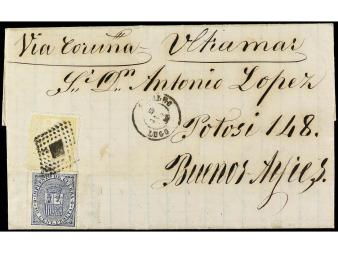 Via Coruña Ultramar
Sr. Dn. Antonio Lopez
Potosi 148.
LUGO
Buenos-Ayres.